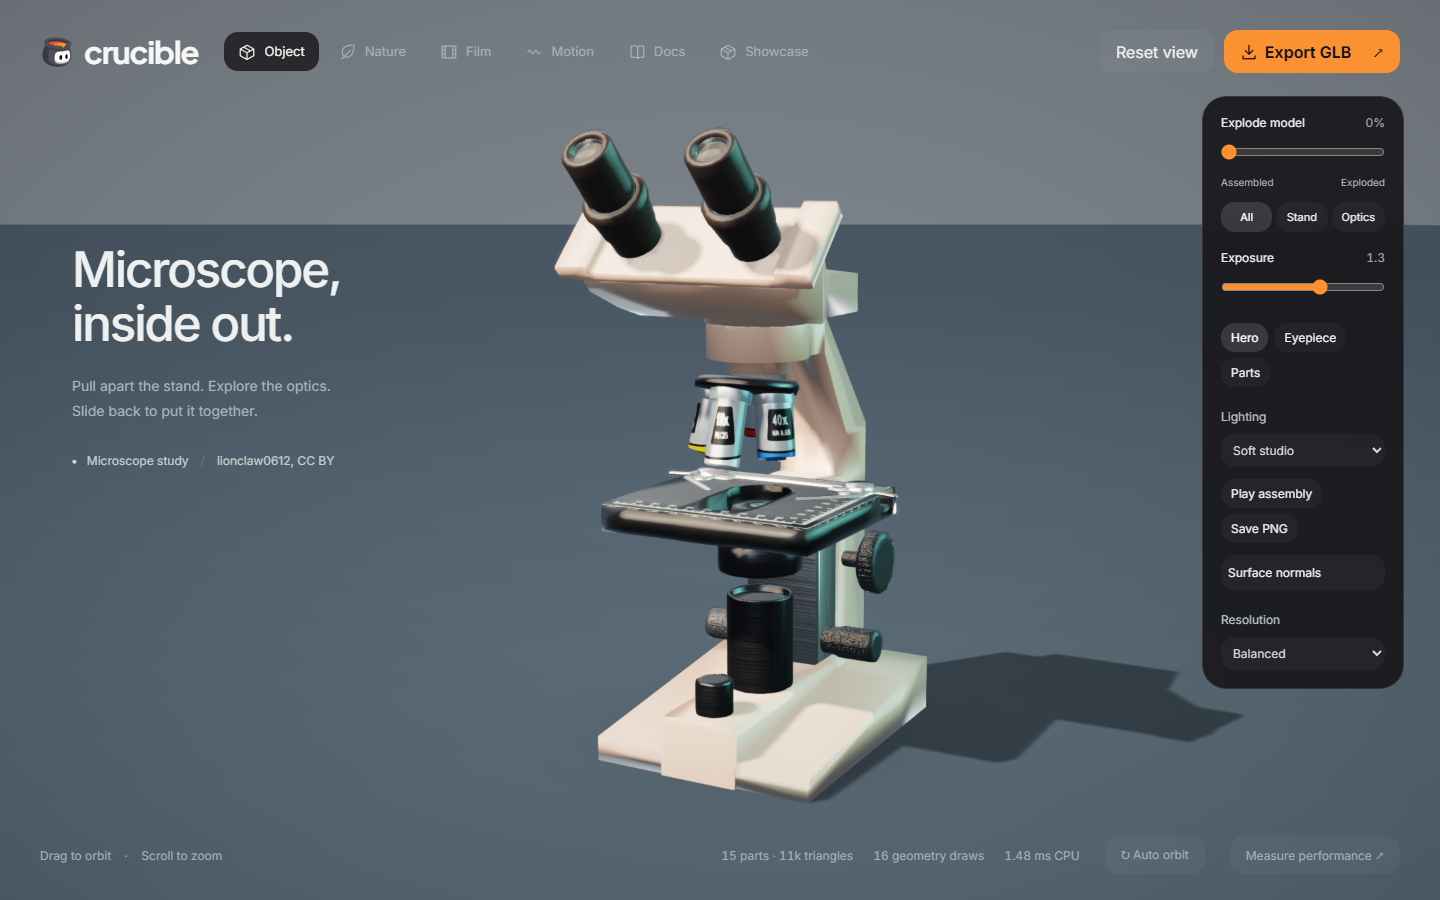 crucible
Object
Nature
Film
Motion
Docs
Showcase
Reset view
Export GLB ↗
Explode model 0%
Assembled Exploded
All Stand Optics
Exposure 1.3
Hero Eyepiece
Parts
Lighting
Soft studio
Play assembly
Save PNG
Surface normals
Resolution
Balanced
Microscope,
inside out.
Pull apart the stand. Explore the optics.
Slide back to put it together.
• Microscope study / lionclaw0612, CC BY
40x
Drag to orbit · Scroll to zoom
15 parts · 11k triangles
16 geometry draws
1.48 ms CPU
↻ Auto orbit
Measure performance ↗